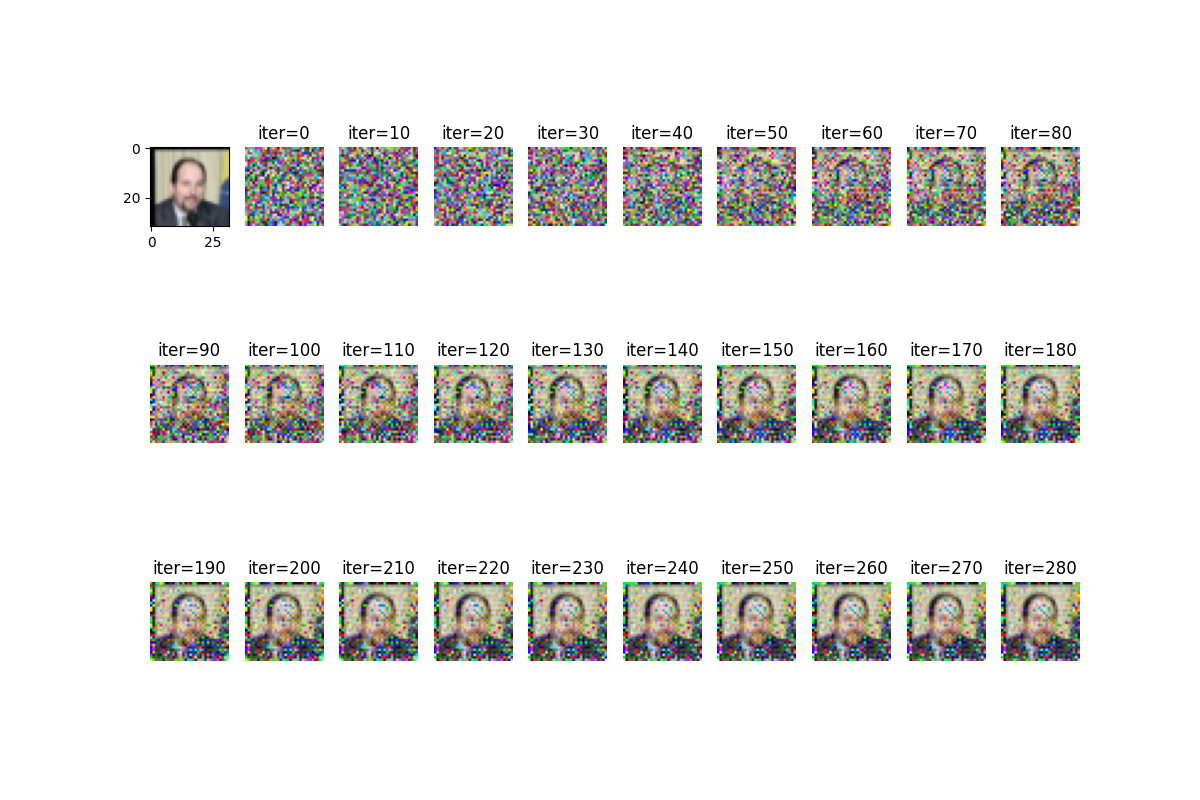 iter=0 iter=10 iter=20 iter=30 iter=40 iter=50 iter=60 iter=70 iter=80
0
20
0 25
iter=90 iter=100 iter=110 iter=120 iter=130 iter=140 iter=150 iter=160 iter=170 iter=180
iter=190 iter=200 iter=210 iter=220 iter=230 iter=240 iter=250 iter=260 iter=270 iter=280